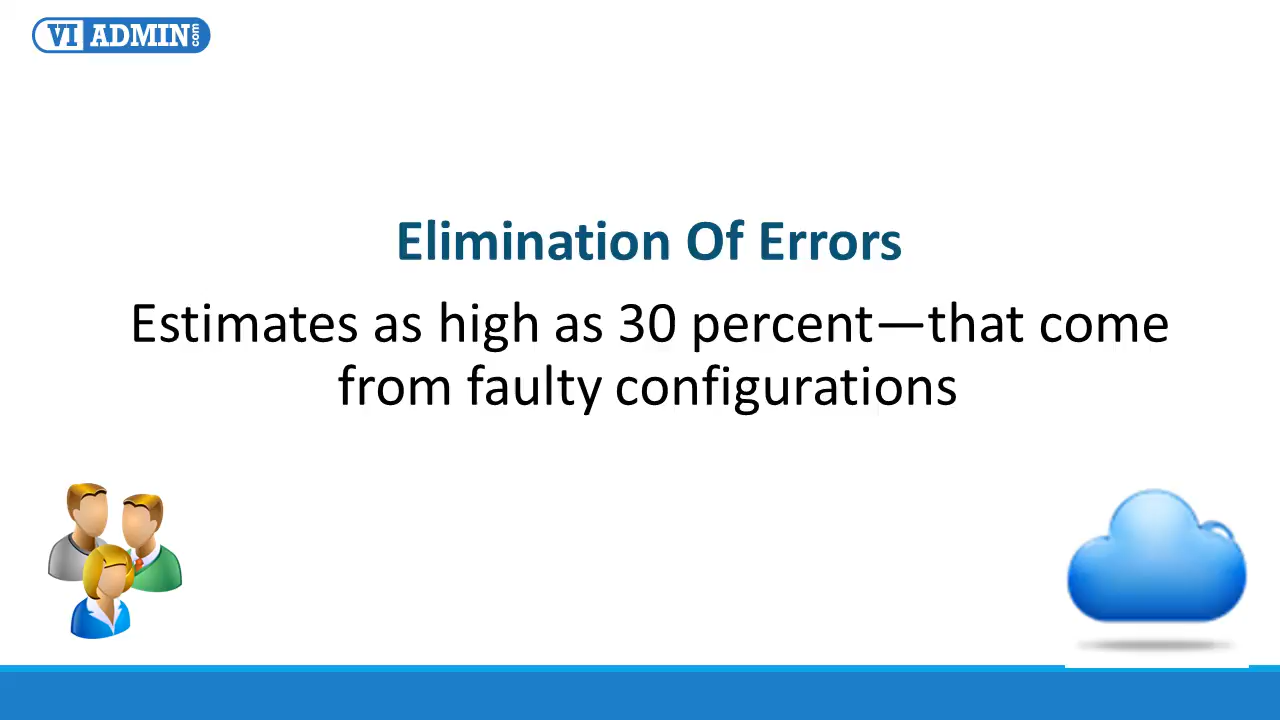 VI ADMIN.com
Elimination Of Errors
Estimates as high as 30 percent—that come
from faulty configurations